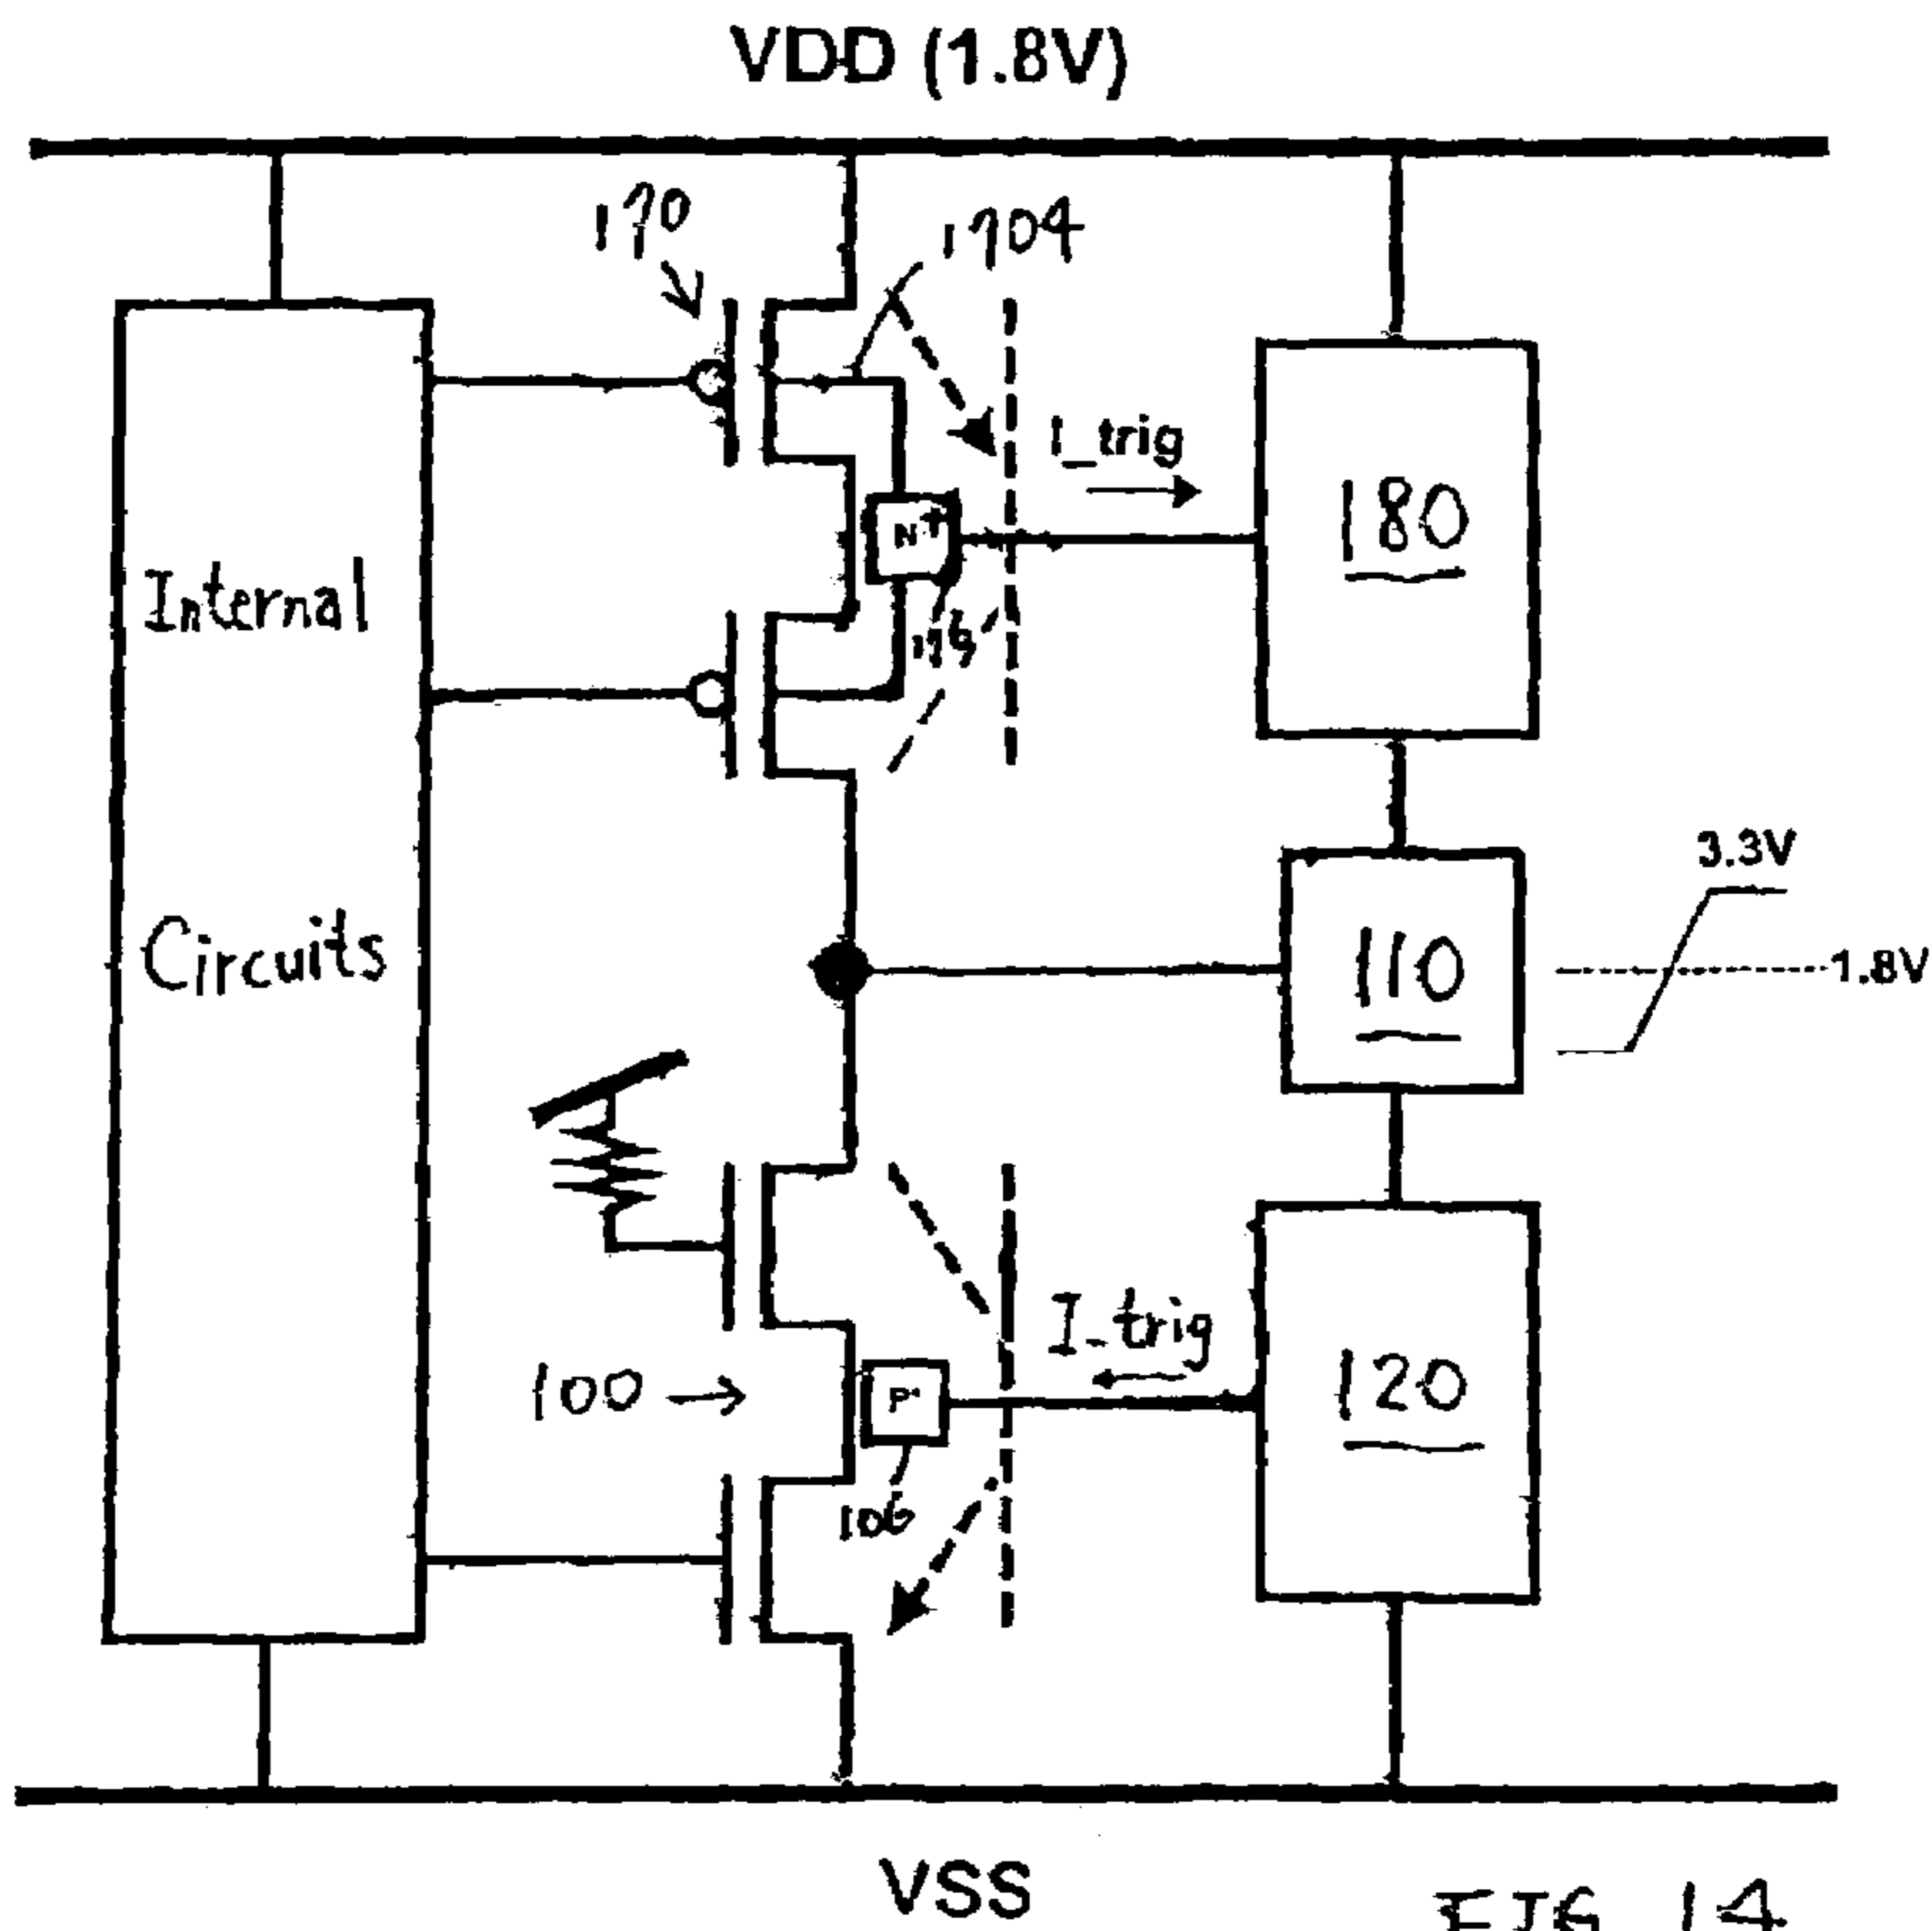 VDD (1.8V)
170
1704
I_trig
N+
180
Internal
3.3V
Circuits
110
1.8V
I_trig
100
P+
120
106
VSS
FIG. 14